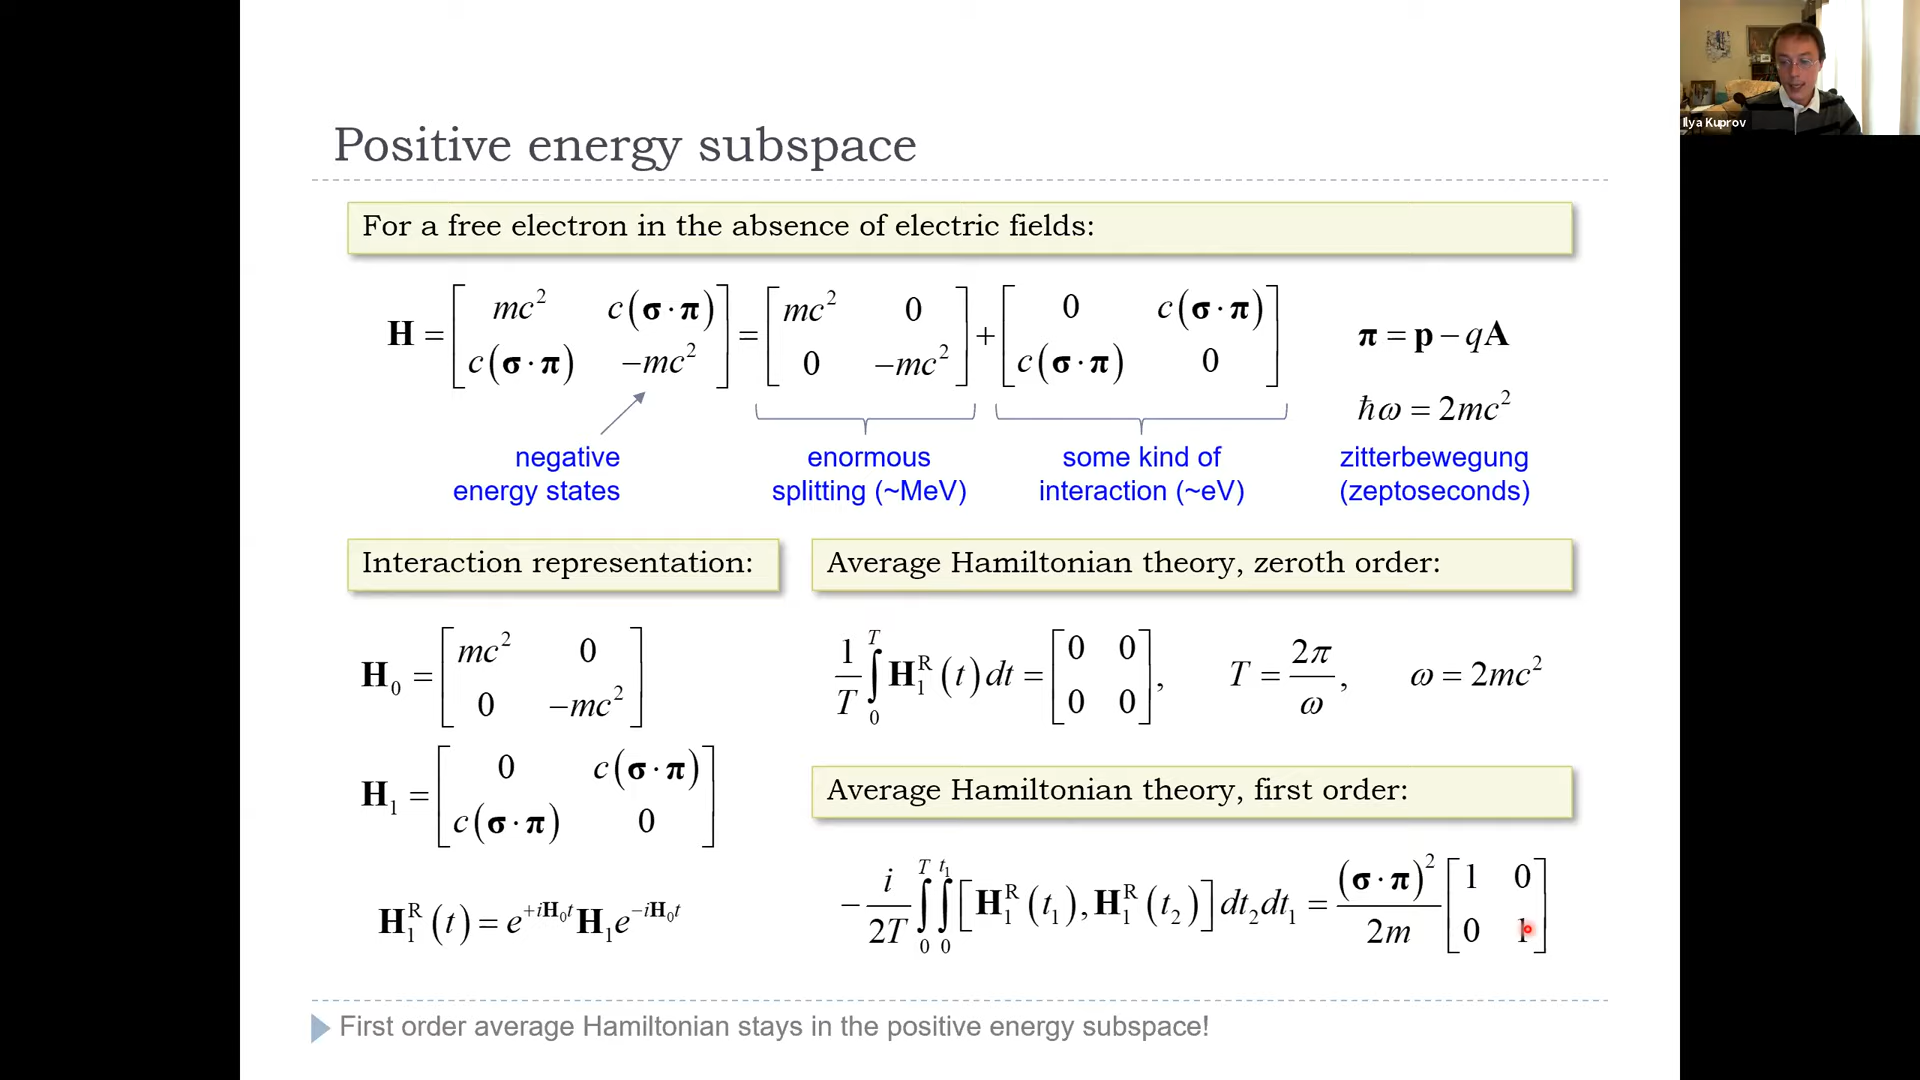 Ilya Kuprov
Positive energy subspace
For a free electron in the absence of electric fields:
H = [mc² c(σ·π); c(σ·π) −mc²] = [mc² 0; 0 −mc²] + [0 c(σ·π); c(σ·π) 0]
π = p − qA
ħω = 2mc²
negative
energy states
enormous
splitting (~MeV)
some kind of
interaction (~eV)
zitterbewegung
(zeptoseconds)
Interaction representation:
H₀ = [mc² 0; 0 −mc²]
H₁ = [0 c(σ·π); c(σ·π) 0]
H₁ᴿ(t) = e^{+iH₀t} H₁ e^{−iH₀t}
Average Hamiltonian theory, zeroth order:
1/T ∫₀ᵀ H₁ᴿ(t) dt = [0 0; 0 0], T = 2π/ω, ω = 2mc²
Average Hamiltonian theory, first order:
− i/2T ∫₀ᵀ ∫₀^{t₁} [H₁ᴿ(t₁), H₁ᴿ(t₂)] dt₂dt₁ = (σ·π)²/2m [1 0; 0 1]
First order average Hamiltonian stays in the positive energy subspace!